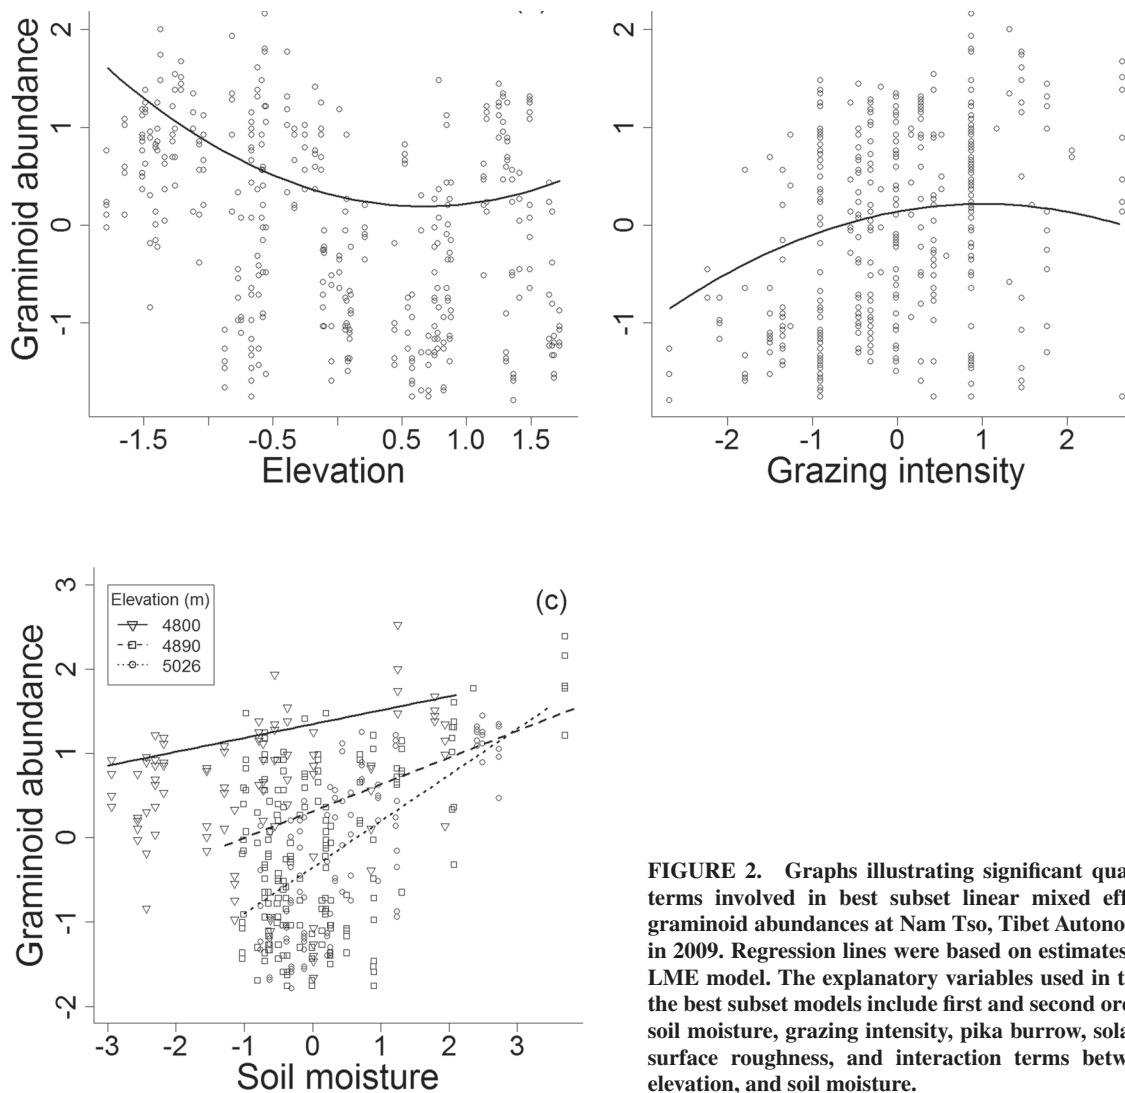 Graminoid abundance
2
1
0
-1
-1.5
-0.5
0.5
1.0
1.5
Elevation
2
1
0
-1
-2
-1
0
1
2
Grazing intensity
Graminoid abundance
3
2
1
0
-1
-2
Elevation (m)
4800
4890
5026
(c)
-3
-2
-1
0
1
2
3
Soil moisture
FIGURE 2. Graphs illustrating significant qua
terms involved in best subset linear mixed eff
graminoid abundances at Nam Tso, Tibet Autono
in 2009. Regression lines were based on estimates
LME model. The explanatory variables used in t
the best subset models include first and second or
soil moisture, grazing intensity, pika burrow, sola
surface roughness, and interaction terms betw
elevation, and soil moisture.